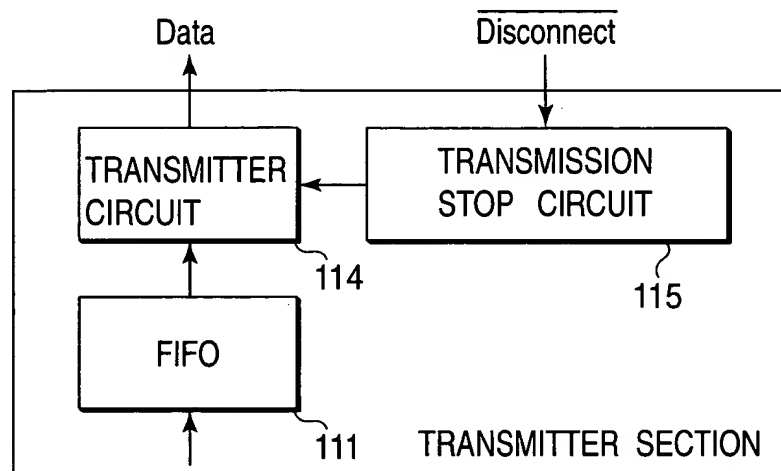 Data
Disconnect
TRANSMITTER
CIRCUIT
TRANSMISSION
STOP CIRCUIT
114
115
FIFO
111
TRANSMITTER SECTION